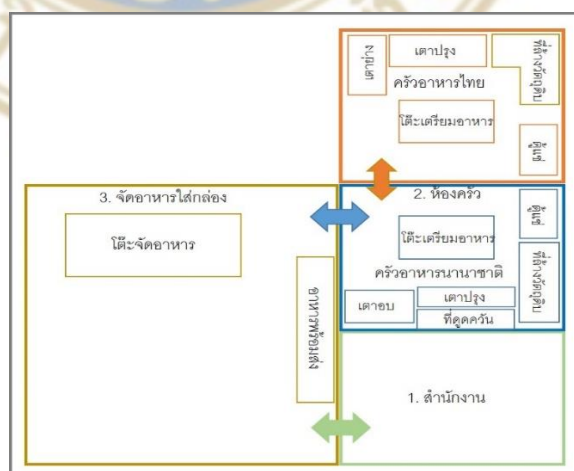 เตาปรุง
ที่ล้างวัตถุดิบ
ครัวอาหารไทย
โต๊ะเตรียมอาหาร
ตู้แช่
3. จัดอาหารใส่กล่อง
2. ห้องครัว
โต๊ะจัดอาหาร
ตู้แช่
โต๊ะเตรียมอาหาร
ครัวอาหารนานาชาติ
ที่ล้างวัตถุดิบ
อาหารพร้อมส่ง
เตาอบ
เตาปรุง
ที่ดูดควัน
1. สำนักงาน